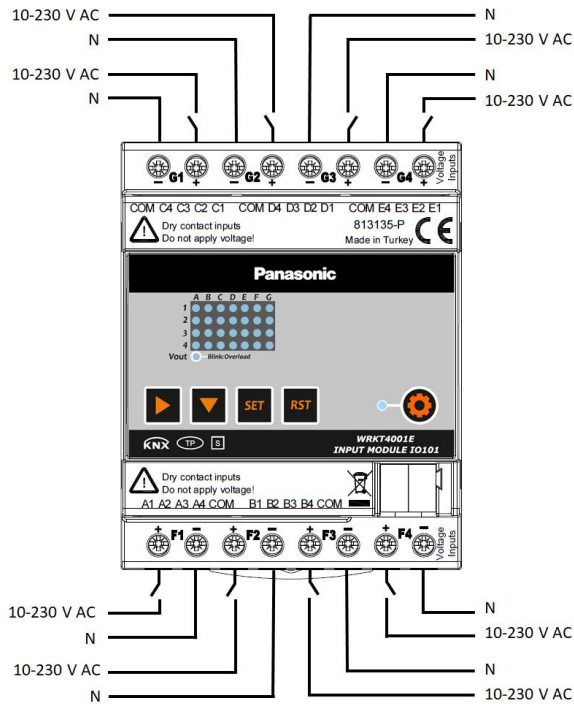 10-230 V AC
N
10-230 V AC
N
N
10-230 V AC
N
10-230 V AC
− G1 +
− G2 +
− G3 +
− G4 +
Voltage Inputs
COM C4 C3 C2 C1
COM D4 D3 D2 D1
COM E4 E3 E2 E1
Dry contact inputs
Do not apply voltage!
813135-P
Made in Turkey
CE
Panasonic
A B C D E F G
1
2
3
4
Vout
Blink:Overload
SET
RST
KNX
TP
S
WRKT4001E
INPUT MODULE IO101
Dry contact inputs
Do not apply voltage!
A1 A2 A3 A4 COM
B1 B2 B3 B4 COM
+ F1 −
+ F2 −
+ F3 −
+ F4 −
Voltage Inputs
10-230 V AC
N
10-230 V AC
N
N
10-230 V AC
N
10-230 V AC